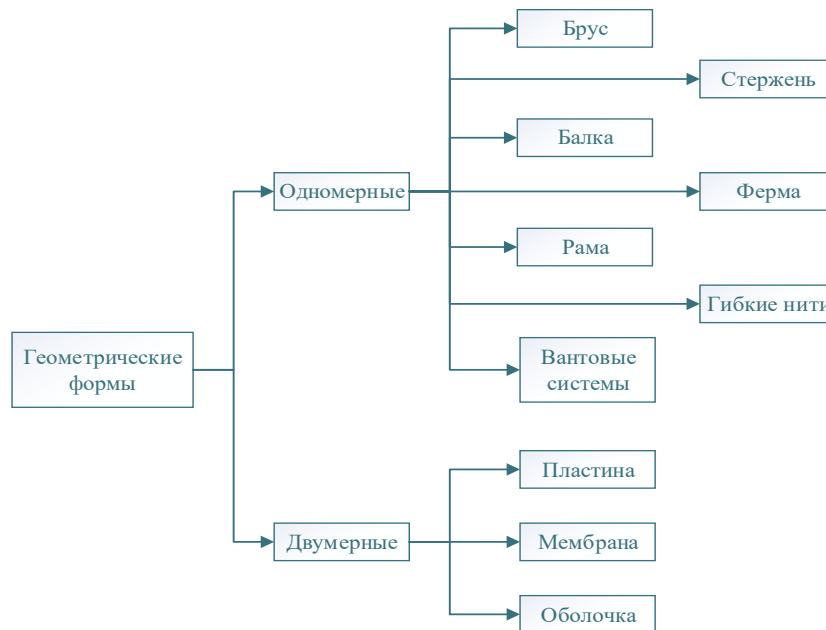 Брус
Стержень
Балка
Одномерные
Ферма
Рама
Гибкие нити
Геометрические
формы
Вантовые
системы
Пластина
Двумерные
Мембрана
Оболочка